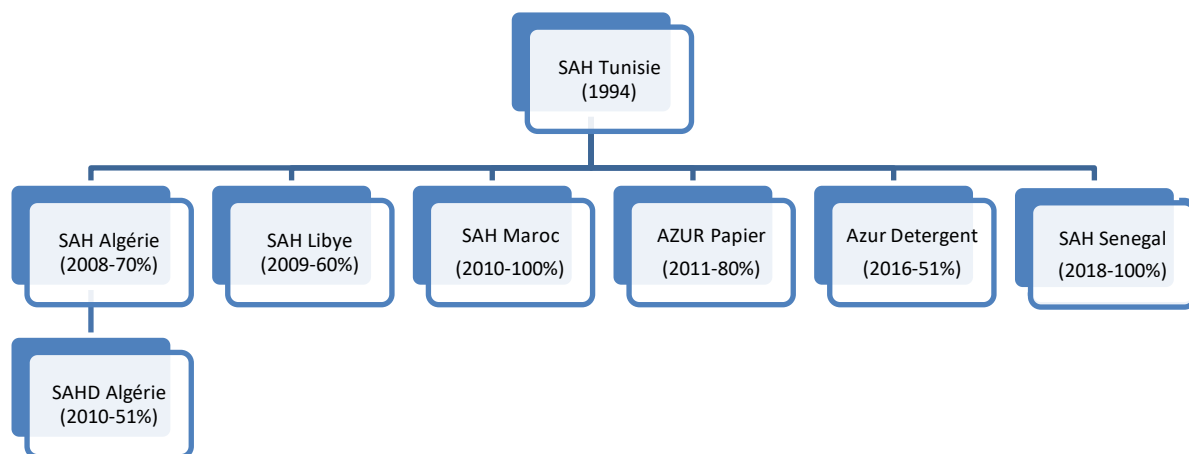 SAH Tunisie
(1994)
SAH Algérie
(2008-70%)
SAH Libye
(2009-60%)
SAH Maroc
(2010-100%)
AZUR Papier
(2011-80%)
Azur Detergent
(2016-51%)
SAH Senegal
(2018-100%)
SAHD Algérie
(2010-51%)